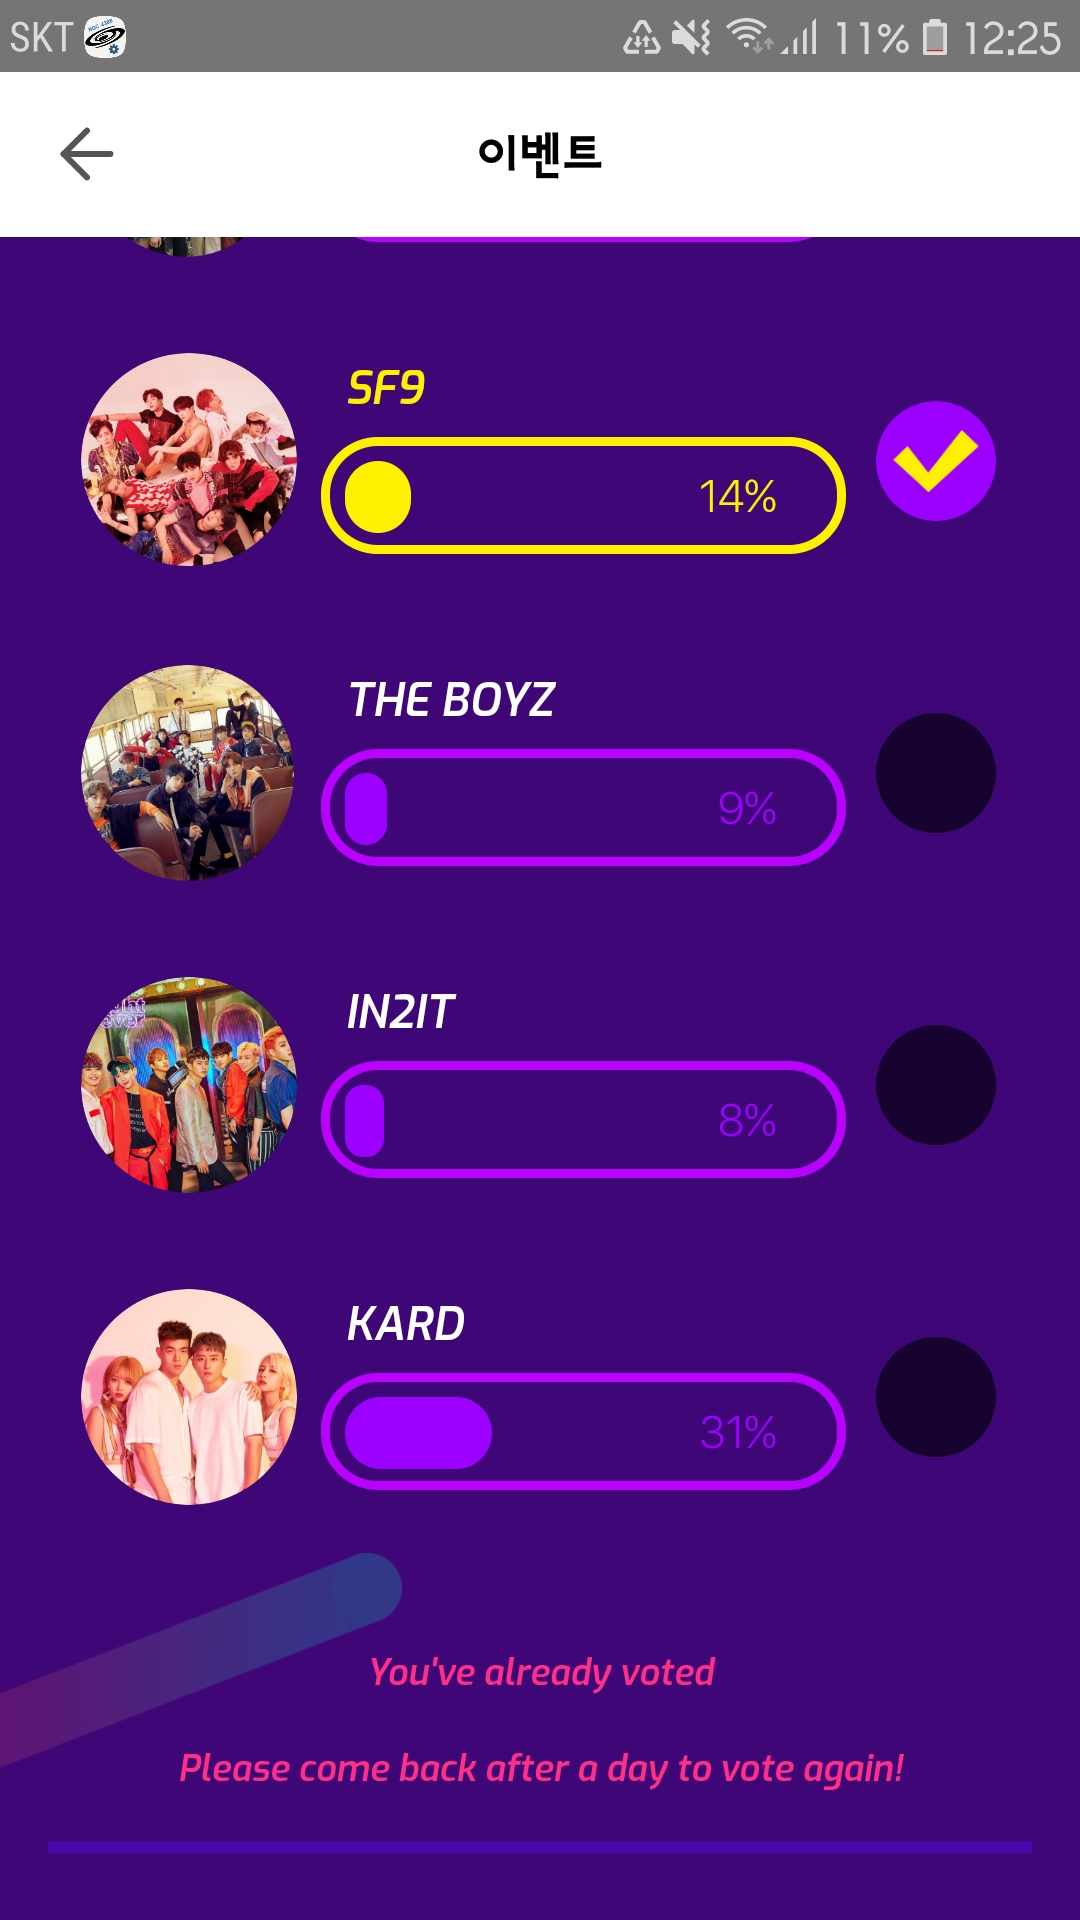 SKT
11% 12:25
이벤트
SF9
14%
THE BOYZ
9%
IN2IT
8%
KARD
31%
You've already voted
Please come back after a day to vote again!